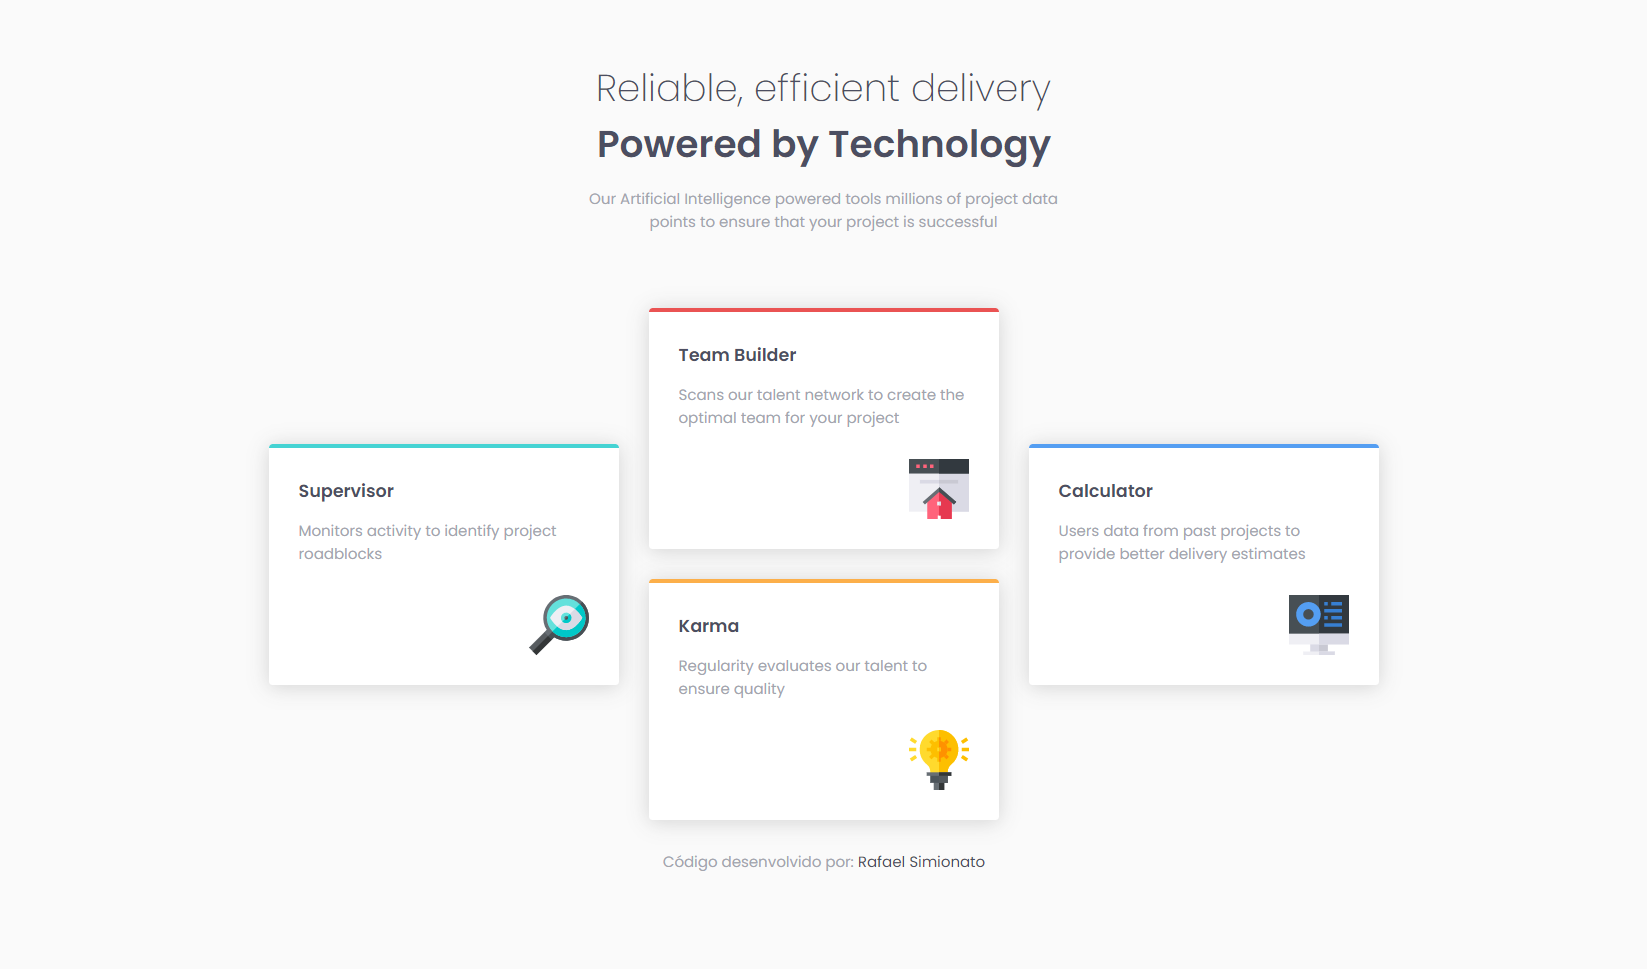 Reliable, efficient delivery
Powered by Technology
Our Artificial Intelligence powered tools millions of project data
points to ensure that your project is successful
Team Builder
Scans our talent network to create the
optimal team for your project
Supervisor
Monitors activity to identify project
roadblocks
Calculator
Users data from past projects to
provide better delivery estimates
Karma
Regularity evaluates our talent to
ensure quality
Código desenvolvido por: Rafael Simionato